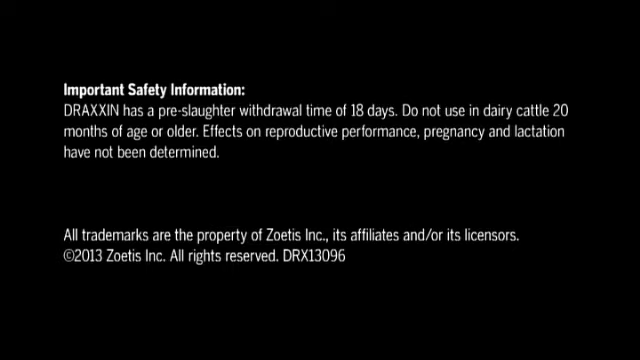 Important Safety Information:
DRAXXIN has a pre-slaughter withdrawal time of 18 days. Do not use in dairy cattle 20
months of age or older. Effects on reproductive performance, pregnancy and lactation
have not been determined.
All trademarks are the property of Zoetis Inc., its affiliates and/or its licensors.
©2013 Zoetis Inc. All rights reserved. DRX13096